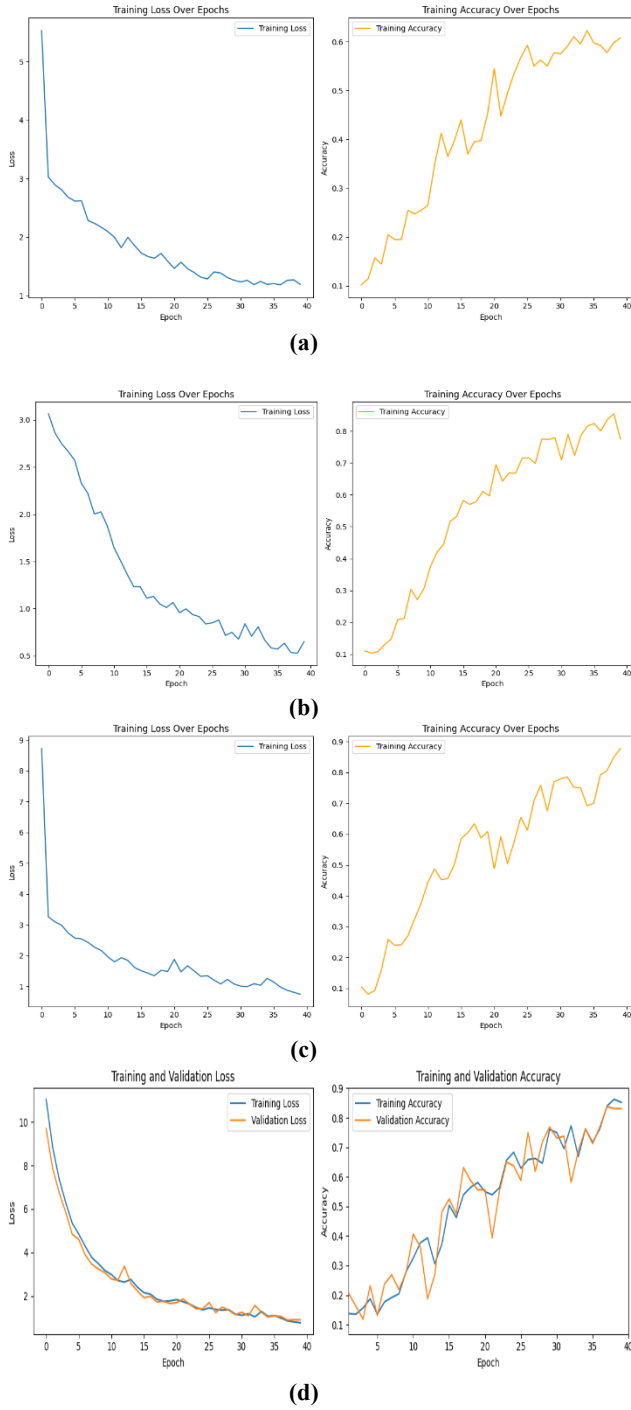 Training Loss Over Epochs
Training Loss
5
4
3
2
1
Loss
0 5 10 15 20 25 30 35 40
Epoch
Training Accuracy Over Epochs
Training Accuracy
0.6
0.5
0.4
0.3
0.2
0.1
Accuracy
0 5 10 15 20 25 30 35 40
Epoch
(a)
Training Loss Over Epochs
Training Loss
3.0
2.5
2.0
1.5
1.0
0.5
Loss
0 5 10 15 20 25 30 35 40
Epoch
Training Accuracy Over Epochs
Training Accuracy
0.8
0.7
0.6
0.5
0.4
0.3
0.2
0.1
Accuracy
0 5 10 15 20 25 30 35 40
Epoch
(b)
Training Loss Over Epochs
Training Loss
9
8
7
6
5
4
3
2
1
Loss
0 5 10 15 20 25 30 35 40
Epoch
Training Accuracy Over Epochs
Training Accuracy
0.9
0.8
0.7
0.6
0.5
0.4
0.3
0.2
0.1
Accuracy
0 5 10 15 20 25 30 35 40
Epoch
(c)
Training and Validation Loss
Training Loss
Validation Loss
10
8
6
4
2
Loss
0 5 10 15 20 25 30 35 40
Epoch
Training and Validation Accuracy
Training Accuracy
Validation Accuracy
0.9
0.8
0.7
0.6
0.5
0.4
0.3
0.2
0.1
Accuracy
5 10 15 20 25 30 35 40
Epoch
(d)